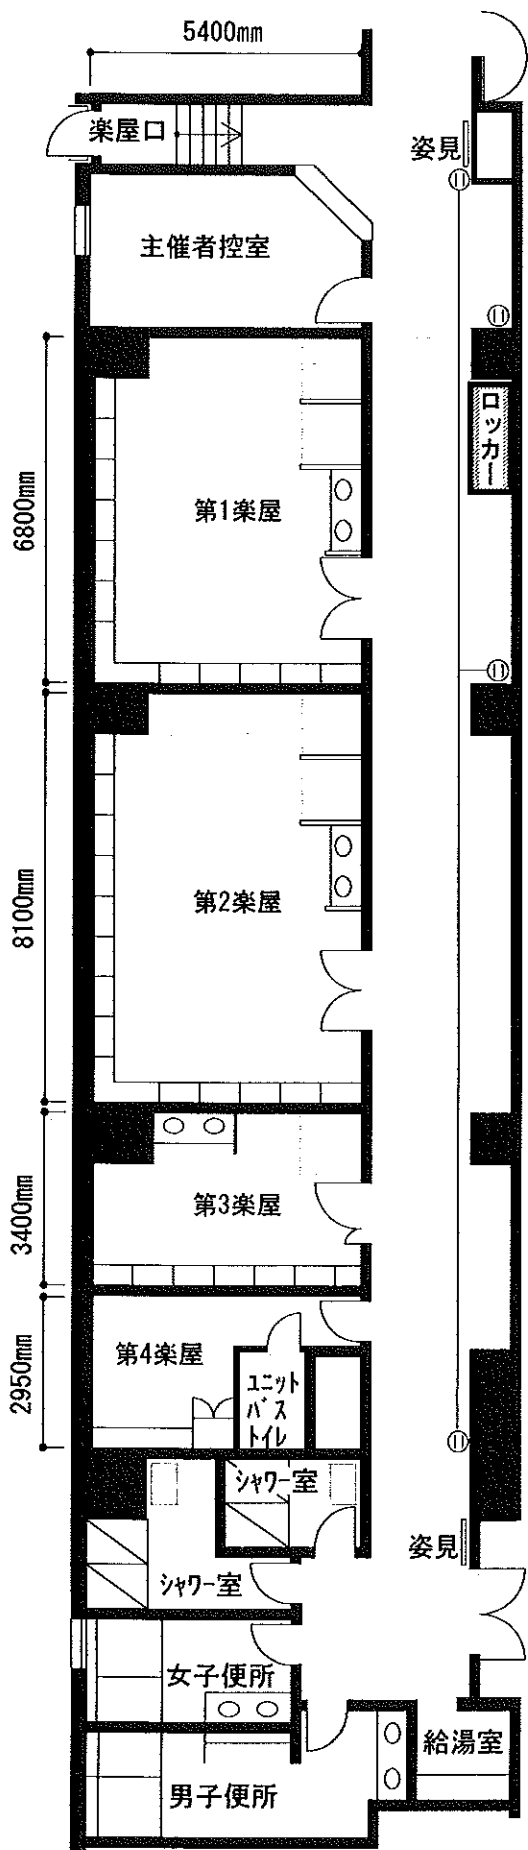 5400mm
楽屋口
姿見
主催者控室
ロッカー
6800mm
第1楽屋
8100mm
第2楽屋
3400mm
第3楽屋
2950mm
第4楽屋
ユニット
バス
トイレ
シャワー室
姿見
シャワー室
女子便所
給湯室
男子便所